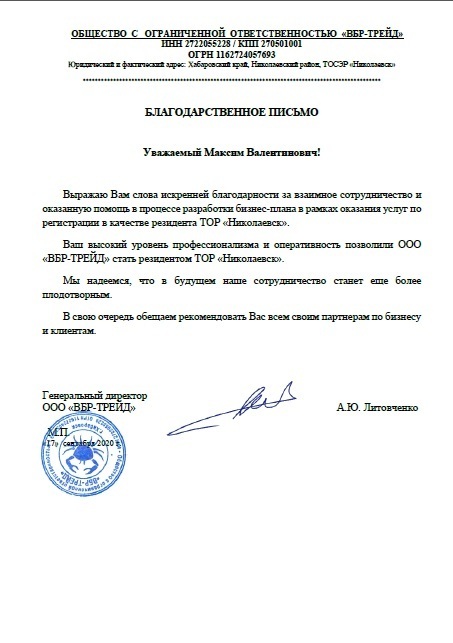 ОБЩЕСТВО С ОГРАНИЧЕННОЙ ОТВЕТСТВЕННОСТЬЮ «ВБР-ТРЕЙД»
ИНН 2722055228 / КПП 270501001
ОГРН 1162724057693
Юридический и фактический адрес: Хабаровский край, Николаевский район, ТОСЭР «Николаевск»
БЛАГОДАРСТВЕННОЕ ПИСЬМО
Уважаемый Максим Валентинович!
Выражаю Вам слова искренней благодарности за взаимное сотрудничество и
оказанную помощь в процессе разработки бизнес-плана в рамках оказания услуг по
регистрации в качестве резидента ТОР «Николаевск».
Ваш высокий уровень профессионализма и оперативность позволили ООО
«ВБР-ТРЕЙД» стать резидентом ТОР «Николаевск».
Мы надеемся, что в будущем наше сотрудничество станет еще более
плодотворным.
В свою очередь обещаем рекомендовать Вас всем своим партнерам по бизнесу
и клиентам.
Генеральный директор
ООО «ВБР-ТРЕЙД» А.Ю. Литовченко
М.П.
«17» сентября 2020 г.
«ВБР-ТРЕЙД»